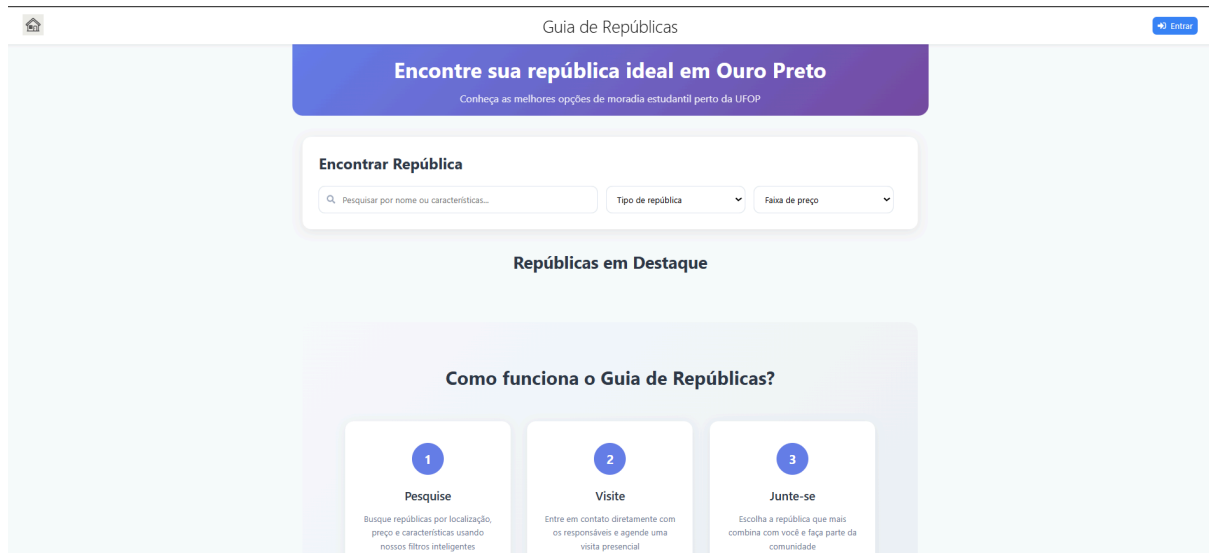 Guia de Repúblicas
Entrar
Encontre sua república ideal em Ouro Preto
Conheça as melhores opções de moradia estudantil perto da UFOP
Encontrar República
Pesquisar por nome ou características...
Tipo de república
Faixa de preço
Repúblicas em Destaque
Como funciona o Guia de Repúblicas?
1
Pesquise
Busque repúblicas por localização,
preço e características usando
nossos filtros inteligentes
2
Visite
Entre em contato diretamente com
os responsáveis e agende uma
visita presencial
3
Junte-se
Escolha a república que mais
combina com você e faça parte da
comunidade